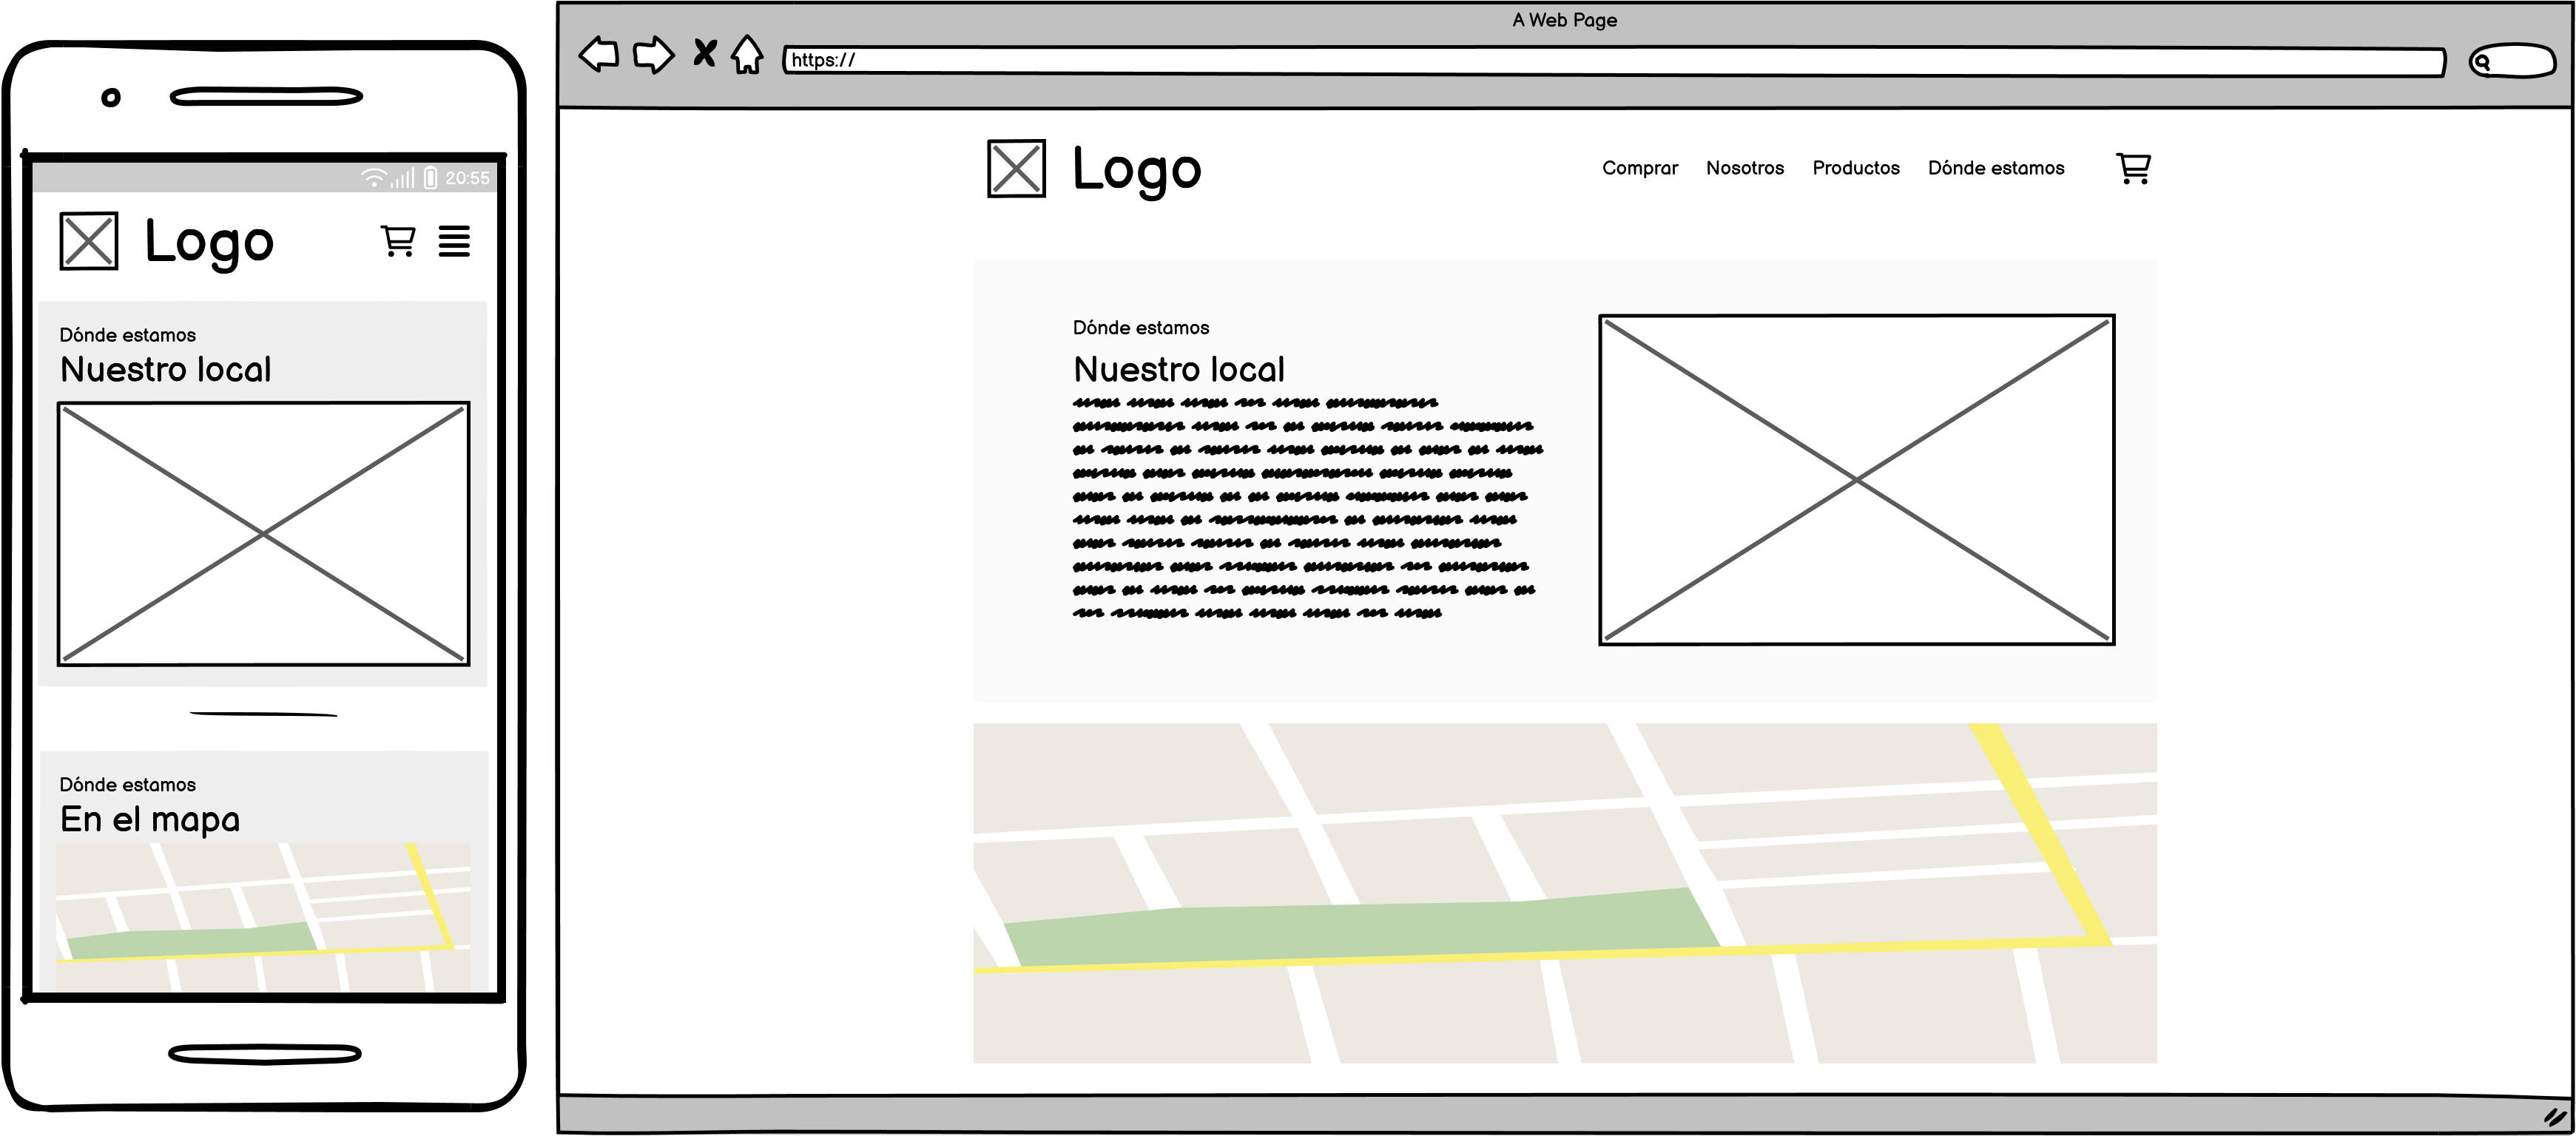 20:55
Logo
Dónde estamos
Nuestro local
Dónde estamos
En el mapa
A Web Page
https://
Logo
Comprar Nosotros Productos Dónde estamos
Dónde estamos
Nuestro local